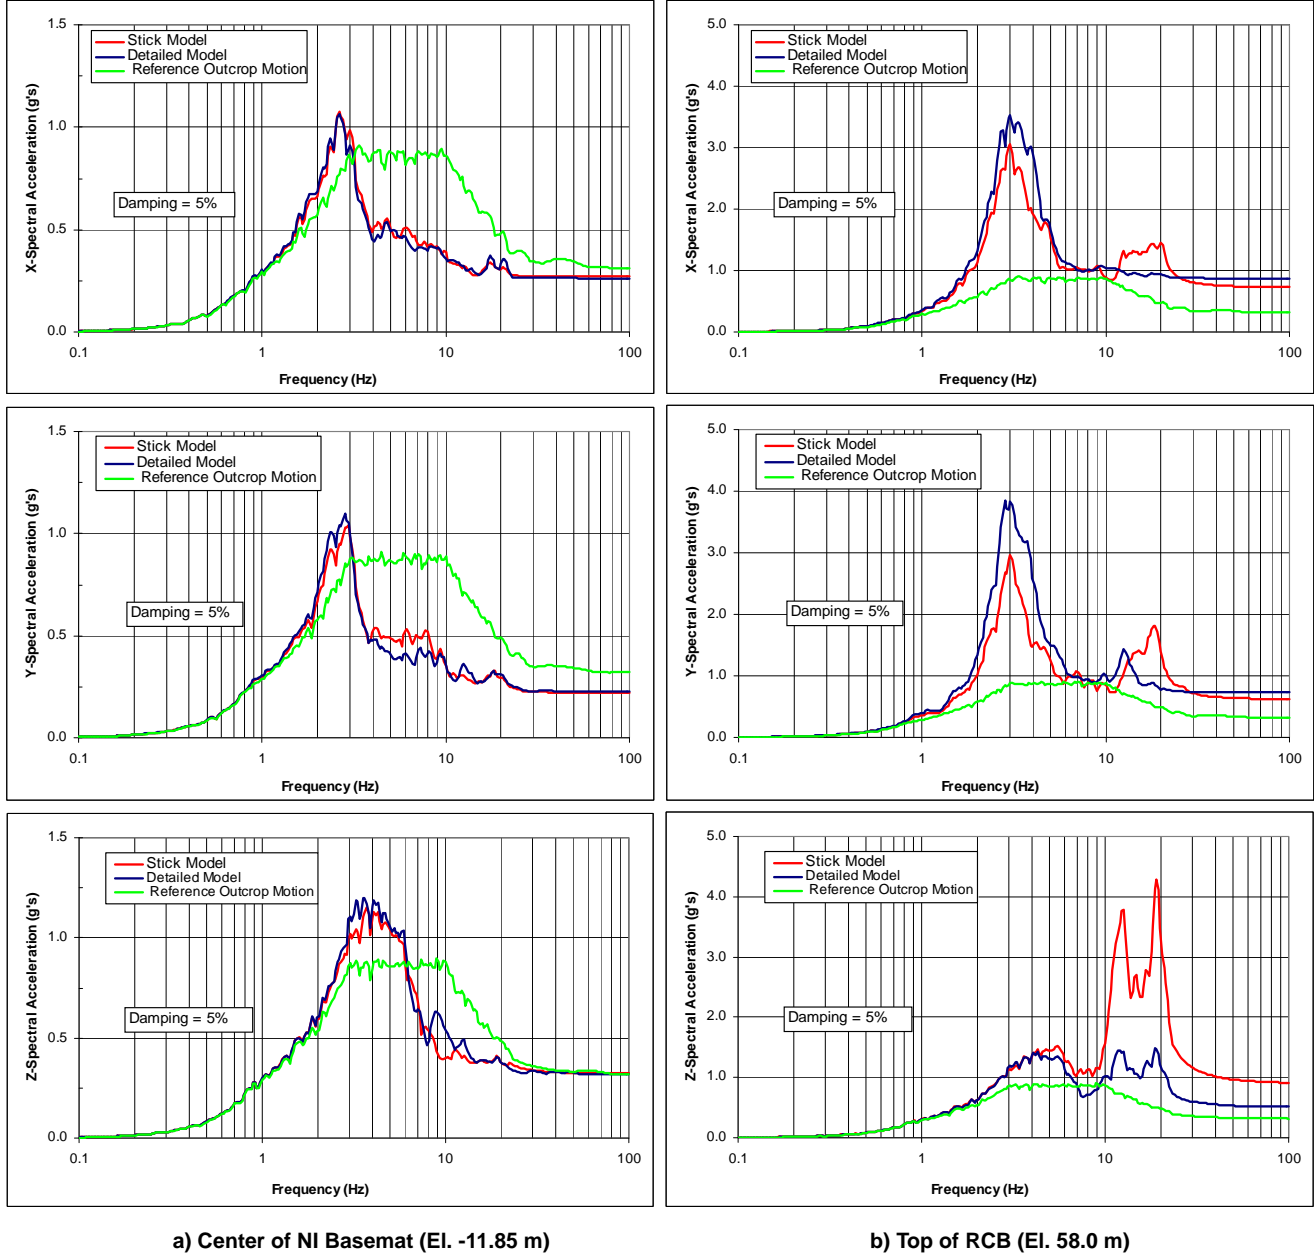 1.5
Stick Model
Detailed Model
Reference Outcrop Motion
1.0
X-Spectral Acceleration (g's)
Damping = 5%
0.5
0.0
0.1 1 10 100
Frequency (Hz)
5.0
Stick Model
Detailed Model
Reference Outcrop Motion
4.0
3.0
X-Spectral Acceleration (g's)
Damping = 5%
2.0
1.0
0.0
0.1 1 10 100
Frequency (Hz)
1.5
Stick Model
Detailed Model
Reference Outcrop Motion
1.0
Y-Spectral Acceleration (g's)
Damping = 5%
0.5
0.0
0.1 1 10 100
Frequency (Hz)
5.0
Stick Model
Detailed Model
Reference Outcrop Motion
4.0
3.0
Y-Spectral Acceleration (g's)
Damping = 5%
2.0
1.0
0.0
0.1 1 10 100
Frequency (Hz)
1.5
Stick Model
Detailed Model
Reference Outcrop Motion
1.0
Z-Spectral Acceleration (g's)
Damping = 5%
0.5
0.0
0.1 1 10 100
Frequency (Hz)
5.0
Stick Model
Detailed Model
Reference Outcrop Motion
4.0
3.0
Z-Spectral Acceleration (g's)
Damping = 5%
2.0
1.0
0.0
0.1 1 10 100
Frequency (Hz)
a) Center of NI Basemat (El. -11.85 m)
b) Top of RCB (El. 58.0 m)